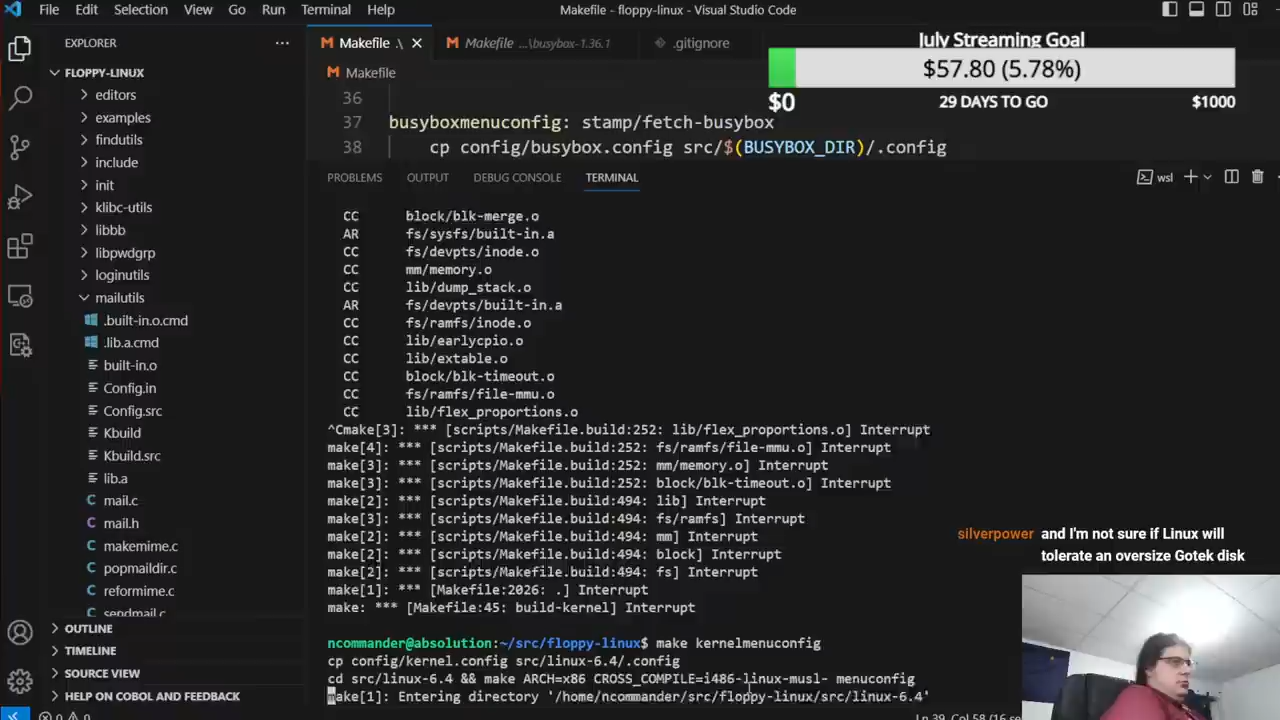 File Edit Selection View Go Run Terminal Help
Makefile - floppy-linux - Visual Studio Code
EXPLORER
FLOPPY-LINUX
editors
examples
findutils
include
init
klibc-utils
libbb
libpwdgrp
loginutils
mailutils
.built-in.o.cmd
.lib.a.cmd
built-in.o
Config.in
Config.src
Kbuild
Kbuild.src
lib.a
mail.c
mail.h
makemime.c
popmaildir.c
reformime.c
sendmail.c
OUTLINE
TIMELINE
SOURCE VIEW
HELP ON COBOL AND FREEBASIC
Makefile .\
Makefile ...\busybox-1.36.1
.gitignore
Makefile
36
37 busyboxmenuconfig: stamp/fetch-busybox
38 cp config/busybox.config src/$(BUSYBOX_DIR)/.config
July Streaming Goal
$57.80 (5.78%)
$0 29 DAYS TO GO $1000
PROBLEMS OUTPUT DEBUG CONSOLE TERMINAL
wsl
CC block/blk-merge.o
AR fs/sysfs/built-in.a
CC fs/devpts/inode.o
CC mm/memory.o
CC lib/dump_stack.o
AR fs/devpts/built-in.a
CC fs/ramfs/inode.o
CC lib/earlycpio.o
CC lib/extable.o
CC block/blk-timeout.o
CC fs/ramfs/file-mmu.o
CC lib/flex_proportions.o
^Cmake[3]: *** [scripts/Makefile.build:252: lib/flex_proportions.o] Interrupt
make[4]: *** [scripts/Makefile.build:252: fs/ramfs/file-mmu.o] Interrupt
make[3]: *** [scripts/Makefile.build:252: mm/memory.o] Interrupt
make[3]: *** [scripts/Makefile.build:252: block/blk-timeout.o] Interrupt
make[2]: *** [scripts/Makefile.build:494: lib] Interrupt
make[3]: *** [scripts/Makefile.build:494: fs/ramfs] Interrupt
make[2]: *** [scripts/Makefile.build:494: mm] Interrupt
make[2]: *** [scripts/Makefile.build:494: block] Interrupt
make[2]: *** [scripts/Makefile.build:494: fs] Interrupt
make[1]: *** [Makefile:2026: .] Interrupt
make: *** [Makefile:45: build-kernel] Interrupt
ncommander@absolution:~/src/floppy-linux$ make kernelmenuconfig
cp config/kernel.config src/linux-6.4/.config
cd src/linux-6.4 && make ARCH=x86 CROSS_COMPILE=i486-linux-musl- menuconfig
make[1]: Entering directory '/home/ncommander/src/floppy-linux/src/linux-6.4'
silverpower and I'm not sure if Linux will
tolerate an oversize Gotek disk